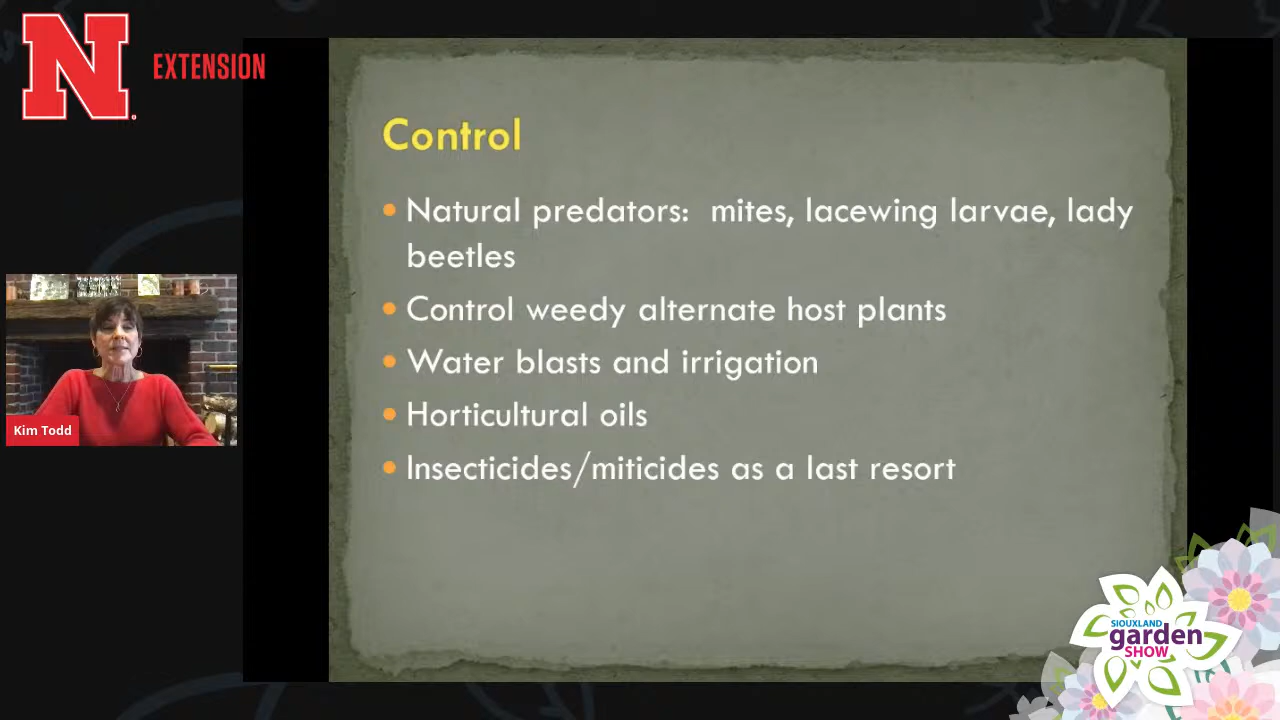 N.
EXTENSION
Control
• Natural predators:  mites, lacewing larvae, lady
beetles
• Control weedy alternate host plants
• Water blasts and irrigation
• Horticultural oils
• Insecticides/miticides as a last resort
Kim Todd
SIOUXLAND
garden
SHOW